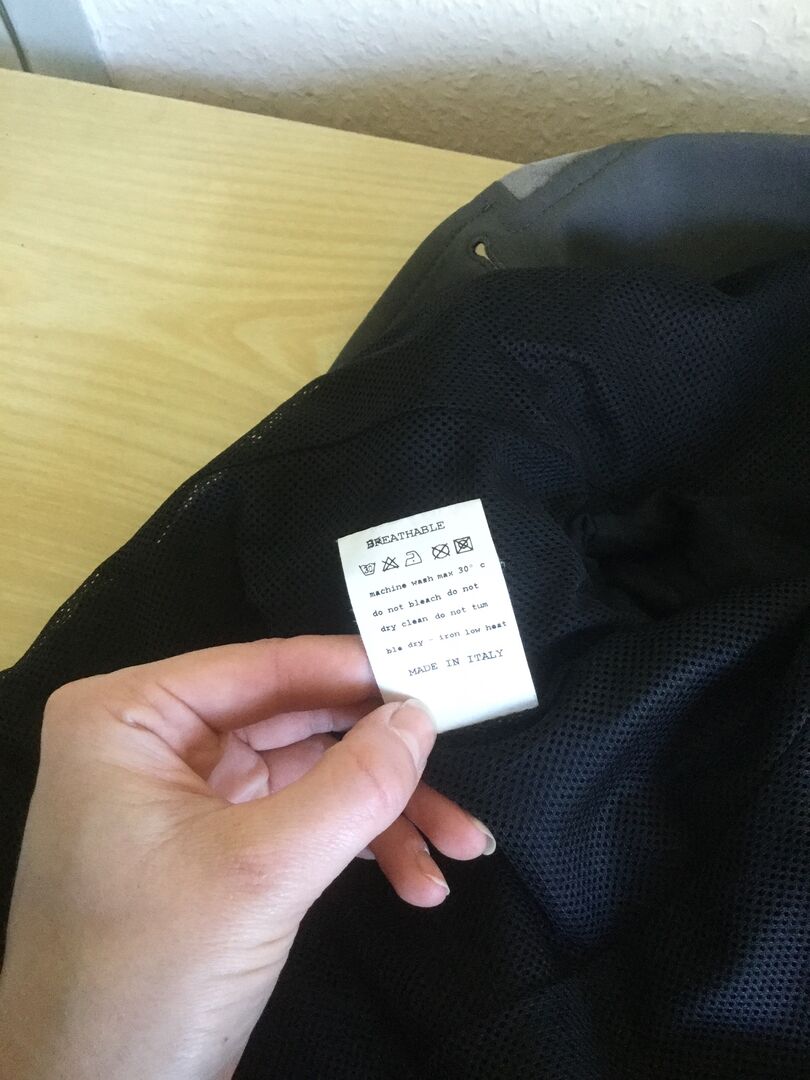 BREATHABLE
30
machine wash max 30° c
do not bleach do not
dry clean do not tum
ble dry - iron low heat
MADE IN ITALY